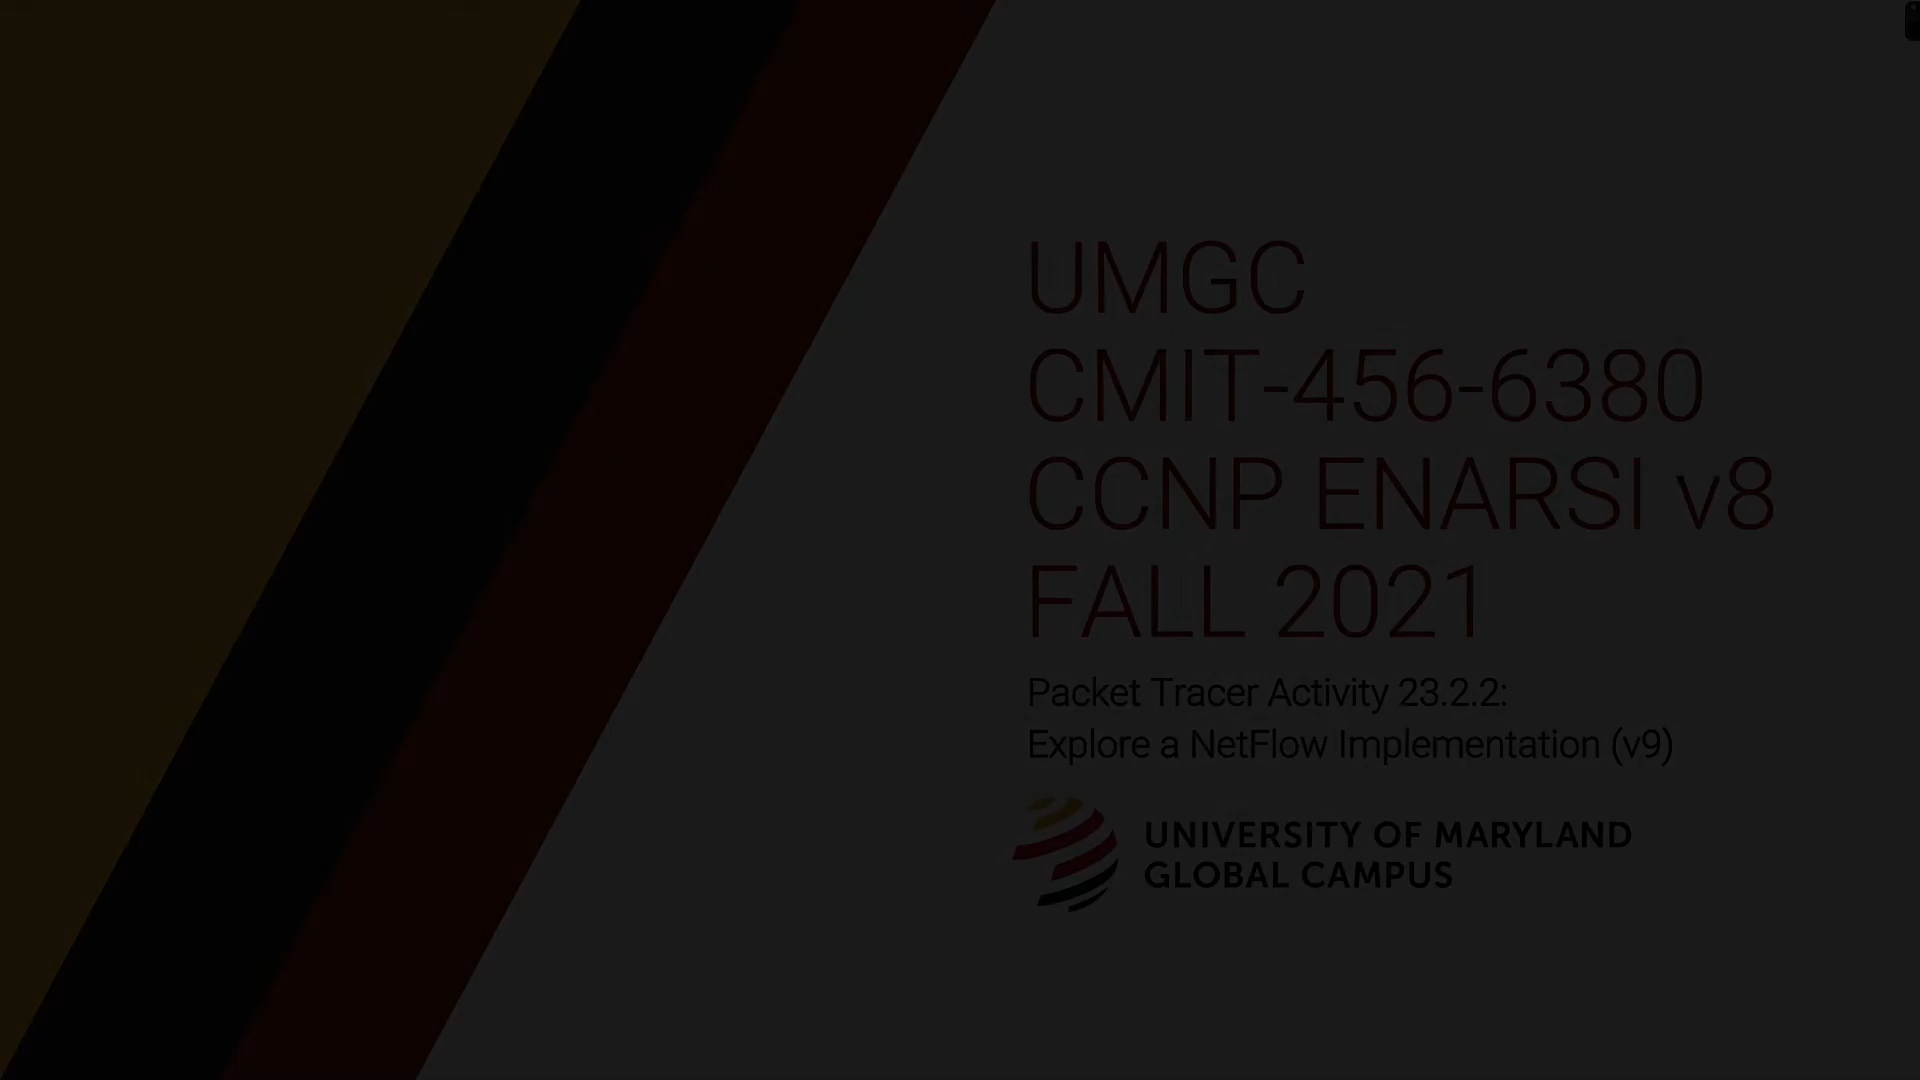 UMGC
CMIT-456-6380
CCNP ENARSI v8
FALL 2021
Packet Tracer Activity 23.2.2:
Explore a NetFlow Implementation (v9)
UNIVERSITY OF MARYLAND
GLOBAL CAMPUS